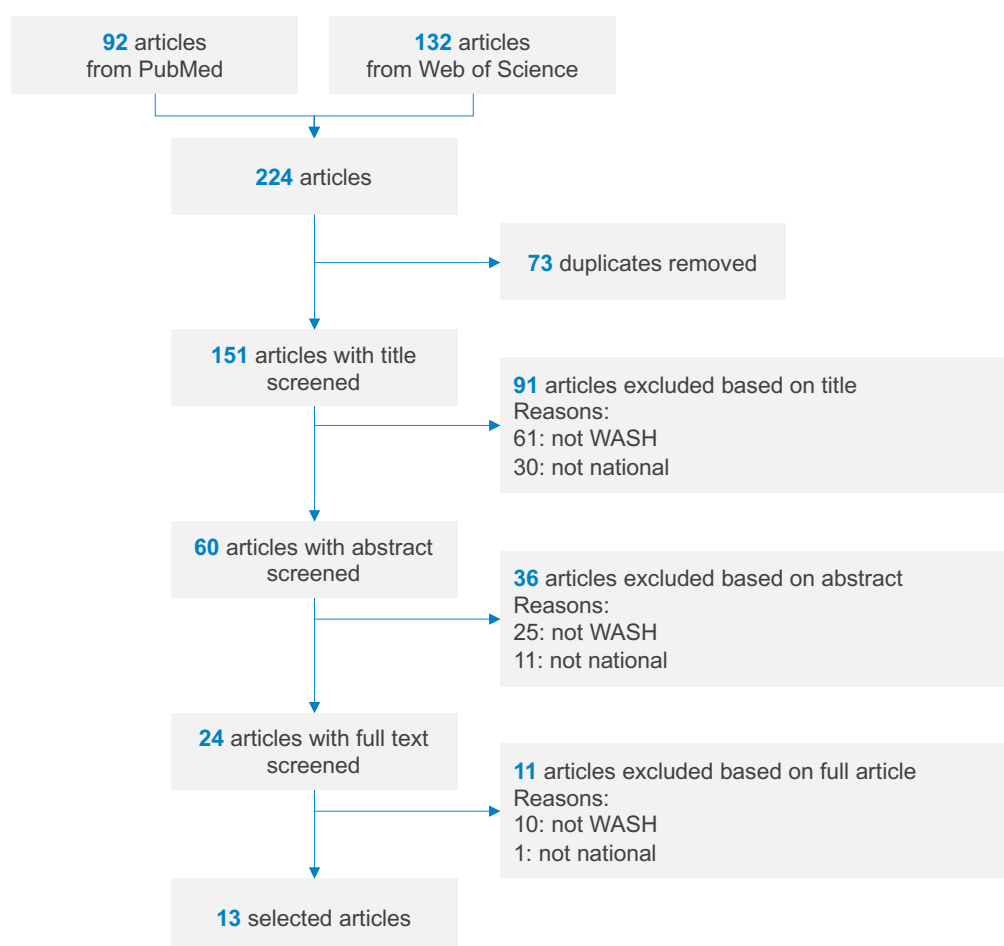 92 articles
from PubMed
132 articles
from Web of Science
224 articles
73 duplicates removed
151 articles with title
screened
91 articles excluded based on title
Reasons:
61: not WASH
30: not national
60 articles with abstract
screened
36 articles excluded based on abstract
Reasons:
25: not WASH
11: not national
24 articles with full text
screened
11 articles excluded based on full article
Reasons:
10: not WASH
1: not national
13 selected articles